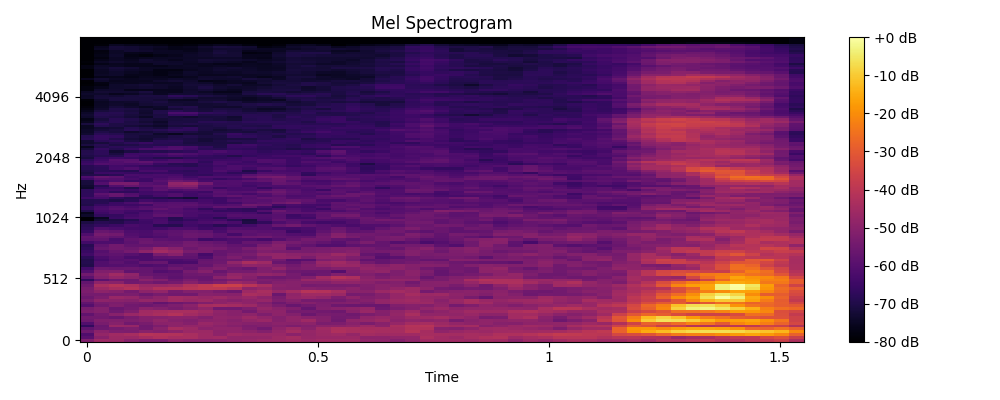 Mel Spectrogram
+0 dB
-10 dB
-20 dB
-30 dB
-40 dB
-50 dB
-60 dB
-70 dB
-80 dB
4096
2048
1024
512
0
Hz
0
0.5
1
1.5
Time